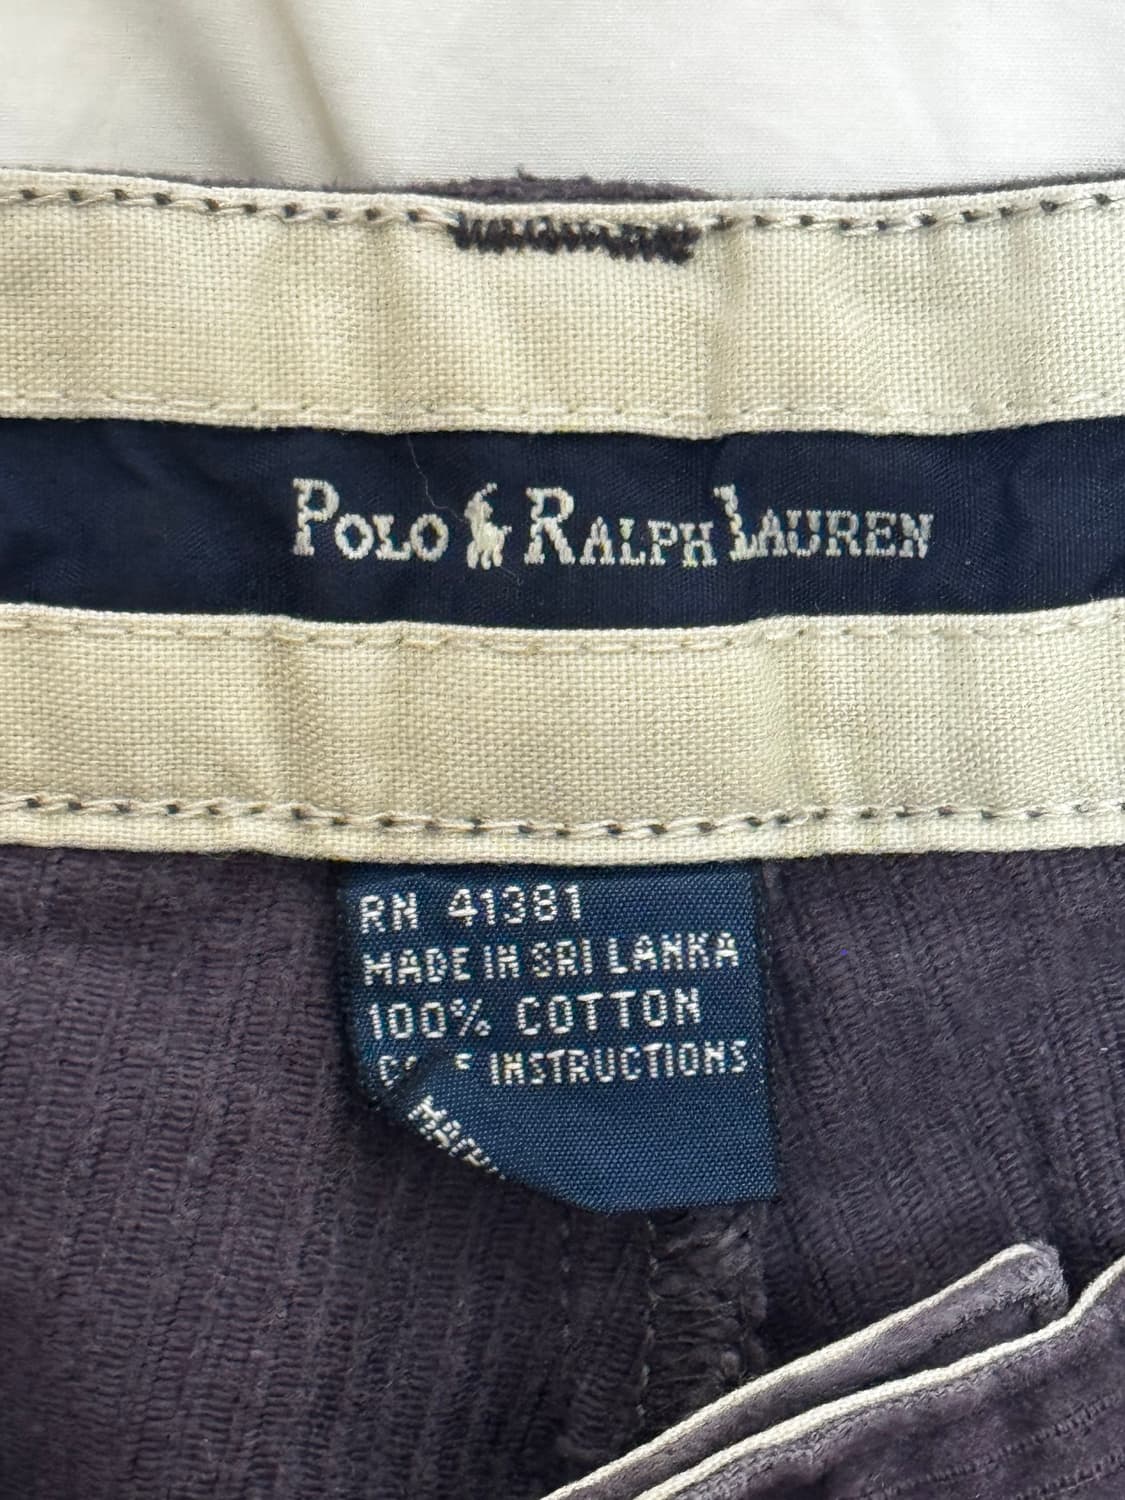 POLO RALPH LAUREN
RN 41381
MADE IN SRI LANKA
100% COTTON
INSTRUCTIONS